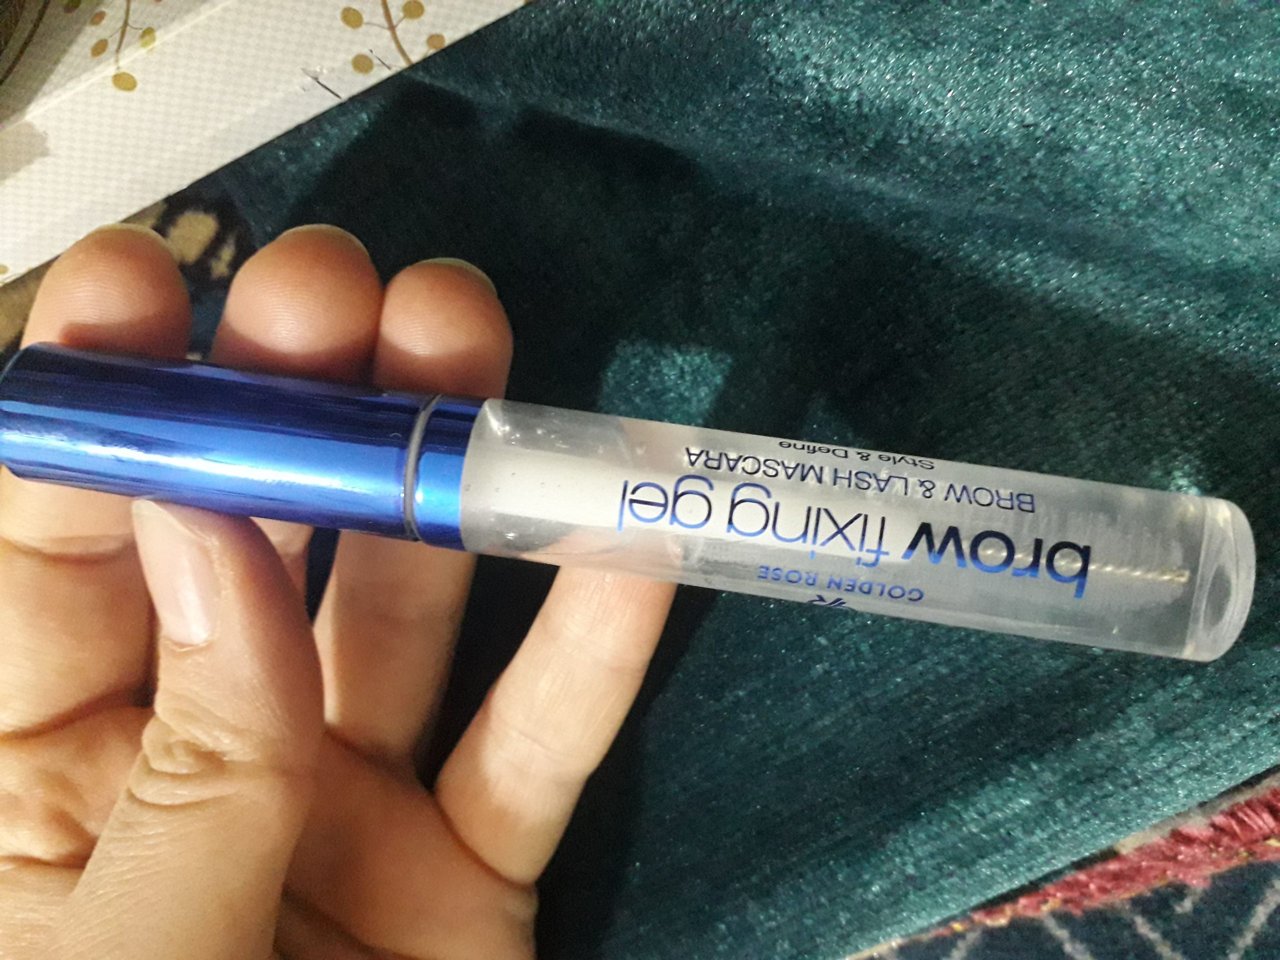 GOLDEN ROSE
brow fixing gel
BROW & LASH MASCARA
Style & Define